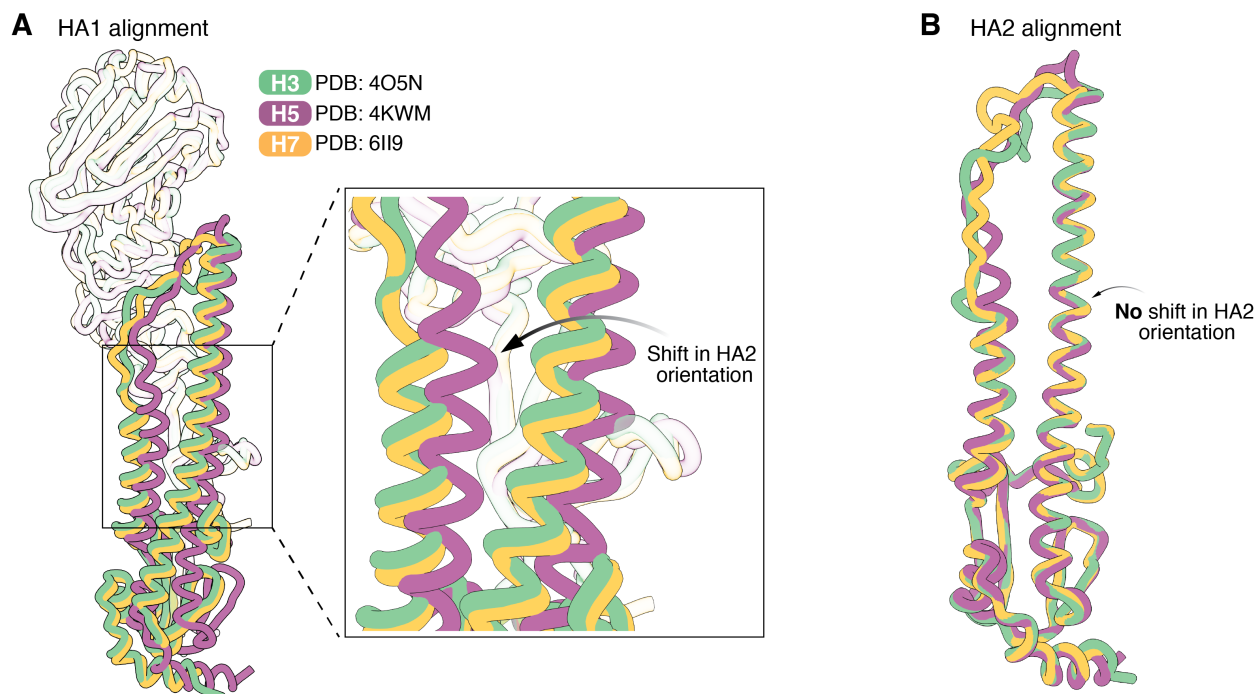 A HA1 alignment
H3 PDB: 4O5N
H5 PDB: 4KWM
H7 PDB: 6II9
Shift in HA2
orientation
B HA2 alignment
No shift in HA2
orientation